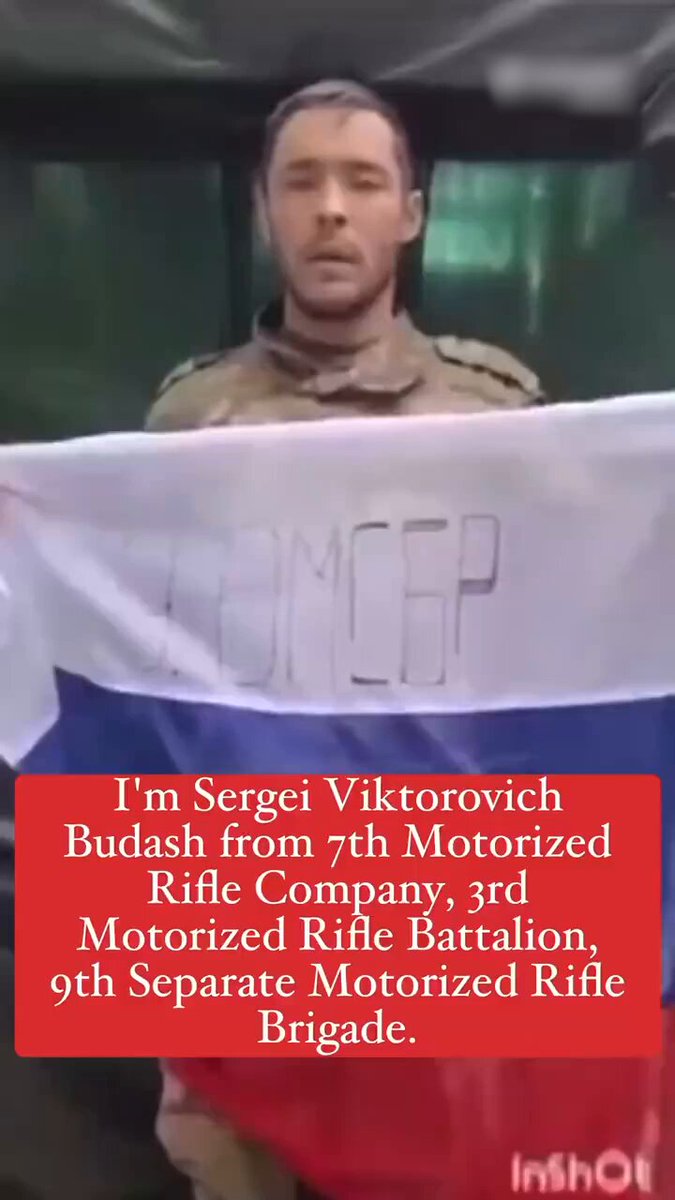 ОМСБР
I'm Sergei Viktorovich
Budash from 7th Motorized
Rifle Company, 3rd
Motorized Rifle Battalion,
9th Separate Motorized Rifle
Brigade.
InShOt